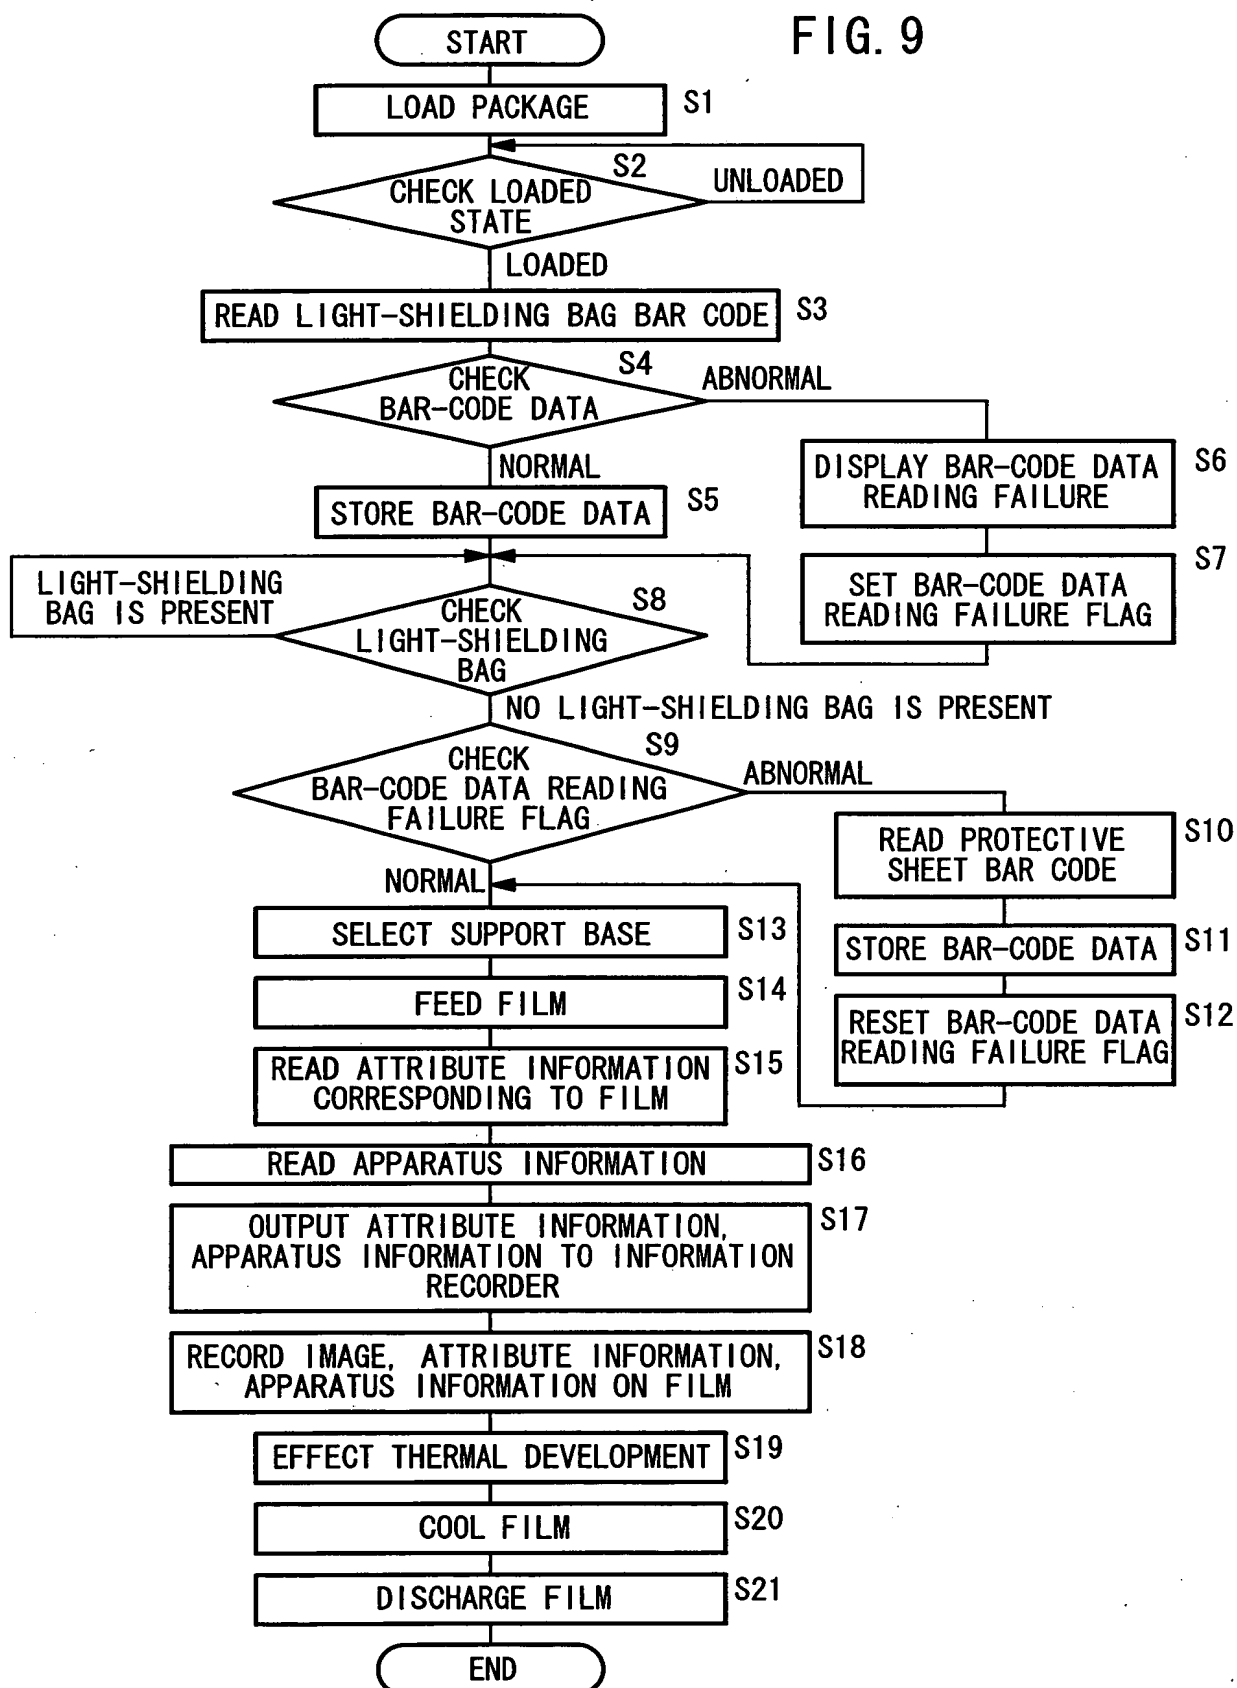 FIG. 9
START
LOAD PACKAGE
S1
S2
CHECK LOADED
STATE
UNLOADED
LOADED
READ LIGHT-SHIELDING BAG BAR CODE
S3
S4
CHECK
BAR-CODE DATA
ABNORMAL
NORMAL
STORE BAR-CODE DATA
S5
DISPLAY BAR-CODE DATA
READING FAILURE
S6
SET BAR-CODE DATA
READING FAILURE FLAG
S7
LIGHT-SHIELDING
BAG IS PRESENT
S8
CHECK
LIGHT-SHIELDING
BAG
NO LIGHT-SHIELDING BAG IS PRESENT
S9
CHECK
BAR-CODE DATA READING
FAILURE FLAG
ABNORMAL
READ PROTECTIVE
SHEET BAR CODE
S10
STORE BAR-CODE DATA
S11
RESET BAR-CODE DATA
READING FAILURE FLAG
S12
NORMAL
SELECT SUPPORT BASE
S13
FEED FILM
S14
READ ATTRIBUTE INFORMATION
CORRESPONDING TO FILM
S15
READ APPARATUS INFORMATION
S16
OUTPUT ATTRIBUTE INFORMATION,
APPARATUS INFORMATION TO INFORMATION
RECORDER
S17
RECORD IMAGE, ATTRIBUTE INFORMATION,
APPARATUS INFORMATION ON FILM
S18
EFFECT THERMAL DEVELOPMENT
S19
COOL FILM
S20
DISCHARGE FILM
S21
END